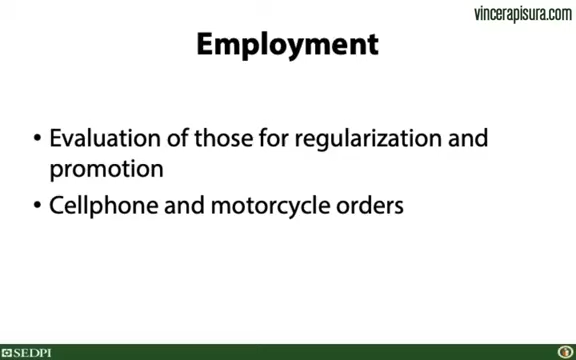 vincerapisura.com
Employment
• Evaluation of those for regularization and
promotion
• Cellphone and motorcycle orders
SEDPI